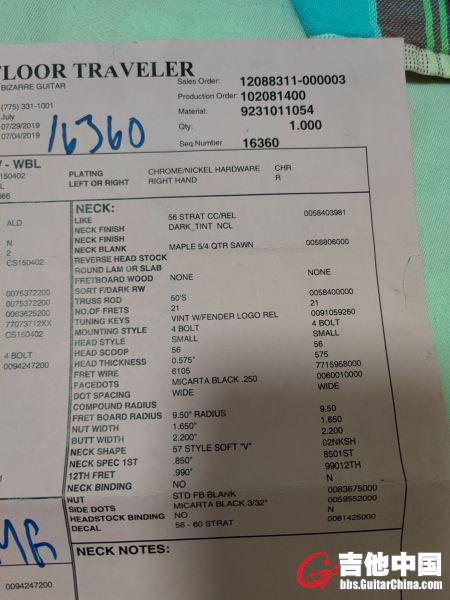 FLOOR TRAVELER
BIZARRE GUITAR
(775) 331-1001
July
07/29/2019
07/04/2019
16360
Sales Order: 12088311-000003
Production Order: 102081400
Material: 9231011054
Qty: 1.000
Seq Number 16360
- WBL
150402
PLATING CHROME/NICKEL HARDWARE CHR
LEFT OR RIGHT RIGHT HAND R
ALD
N
2
CS150402
0075372200
0075372200
0063625200
77073712XX
CS150402
4 BOLT
0094247200
NECK:
LIKE 56 STRAT CC/REL 0058403981
NECK FINISH DARK_TINT NCL
NECK FINISH
NECK BLANK MAPLE 5/4 QTR SAWN 0058806000
REVERSE HEAD STOCK
ROUND LAM OR SLAB
FRETBOARD WOOD NONE NONE
SORT F/DARK RW
TRUSS ROD 50'S 0058400000
NO.OF FRETS 21 21
TUNING KEYS VINT W/FENDER LOGO REL 0091059260
MOUNTING STYLE 4 BOLT 4 BOLT
HEAD STYLE SMALL SMALL
HEAD SCOOP 56 56
HEAD THICKNESS 0.575" 575
FRET WIRE 6105 7715958000
FACEDOTS MICARTA BLACK .250 0060010000
DOT SPACING WIDE WIDE
COMPOUND RADIUS
FRET BOARD RADIUS 9.50" RADIUS 9.50
NUT WIDTH 1.650" 1.650
BUTT WIDTH 2.200" 2.200
NECK SHAPE 57 STYLE SOFT "V" 02NKSH
NECK SPEC 1ST .850" 8501ST
12TH FRET .990" 99012TH
NECK BINDING NO N
NUT STD FB BLANK 0083675000
SIDE DOTS MICARTA BLACK 3/32" 0059552000
HEADSTOCK BINDING NO N
DECAL 56 - 60 STRAT 0061425000
NECK NOTES:
0094247200
吉他中国
bbs.GuitarChina.com